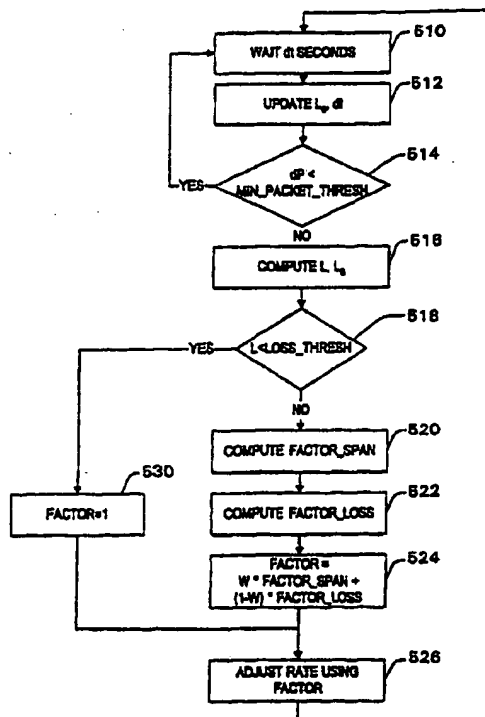 510
WAIT dt SECONDS
512
UPDATE L, dt
514
dP <
MIN_PACKET_THRESH
YES
NO
516
COMPUTE L, Ls
518
L<LOSS_THRESH
YES
NO
520
COMPUTE FACTOR_SPAN
530
FACTOR=1
522
COMPUTE FACTOR_LOSS
524
FACTOR =
W * FACTOR_SPAN +
(1-W) * FACTOR_LOSS
526
ADJUST RATE USING
FACTOR